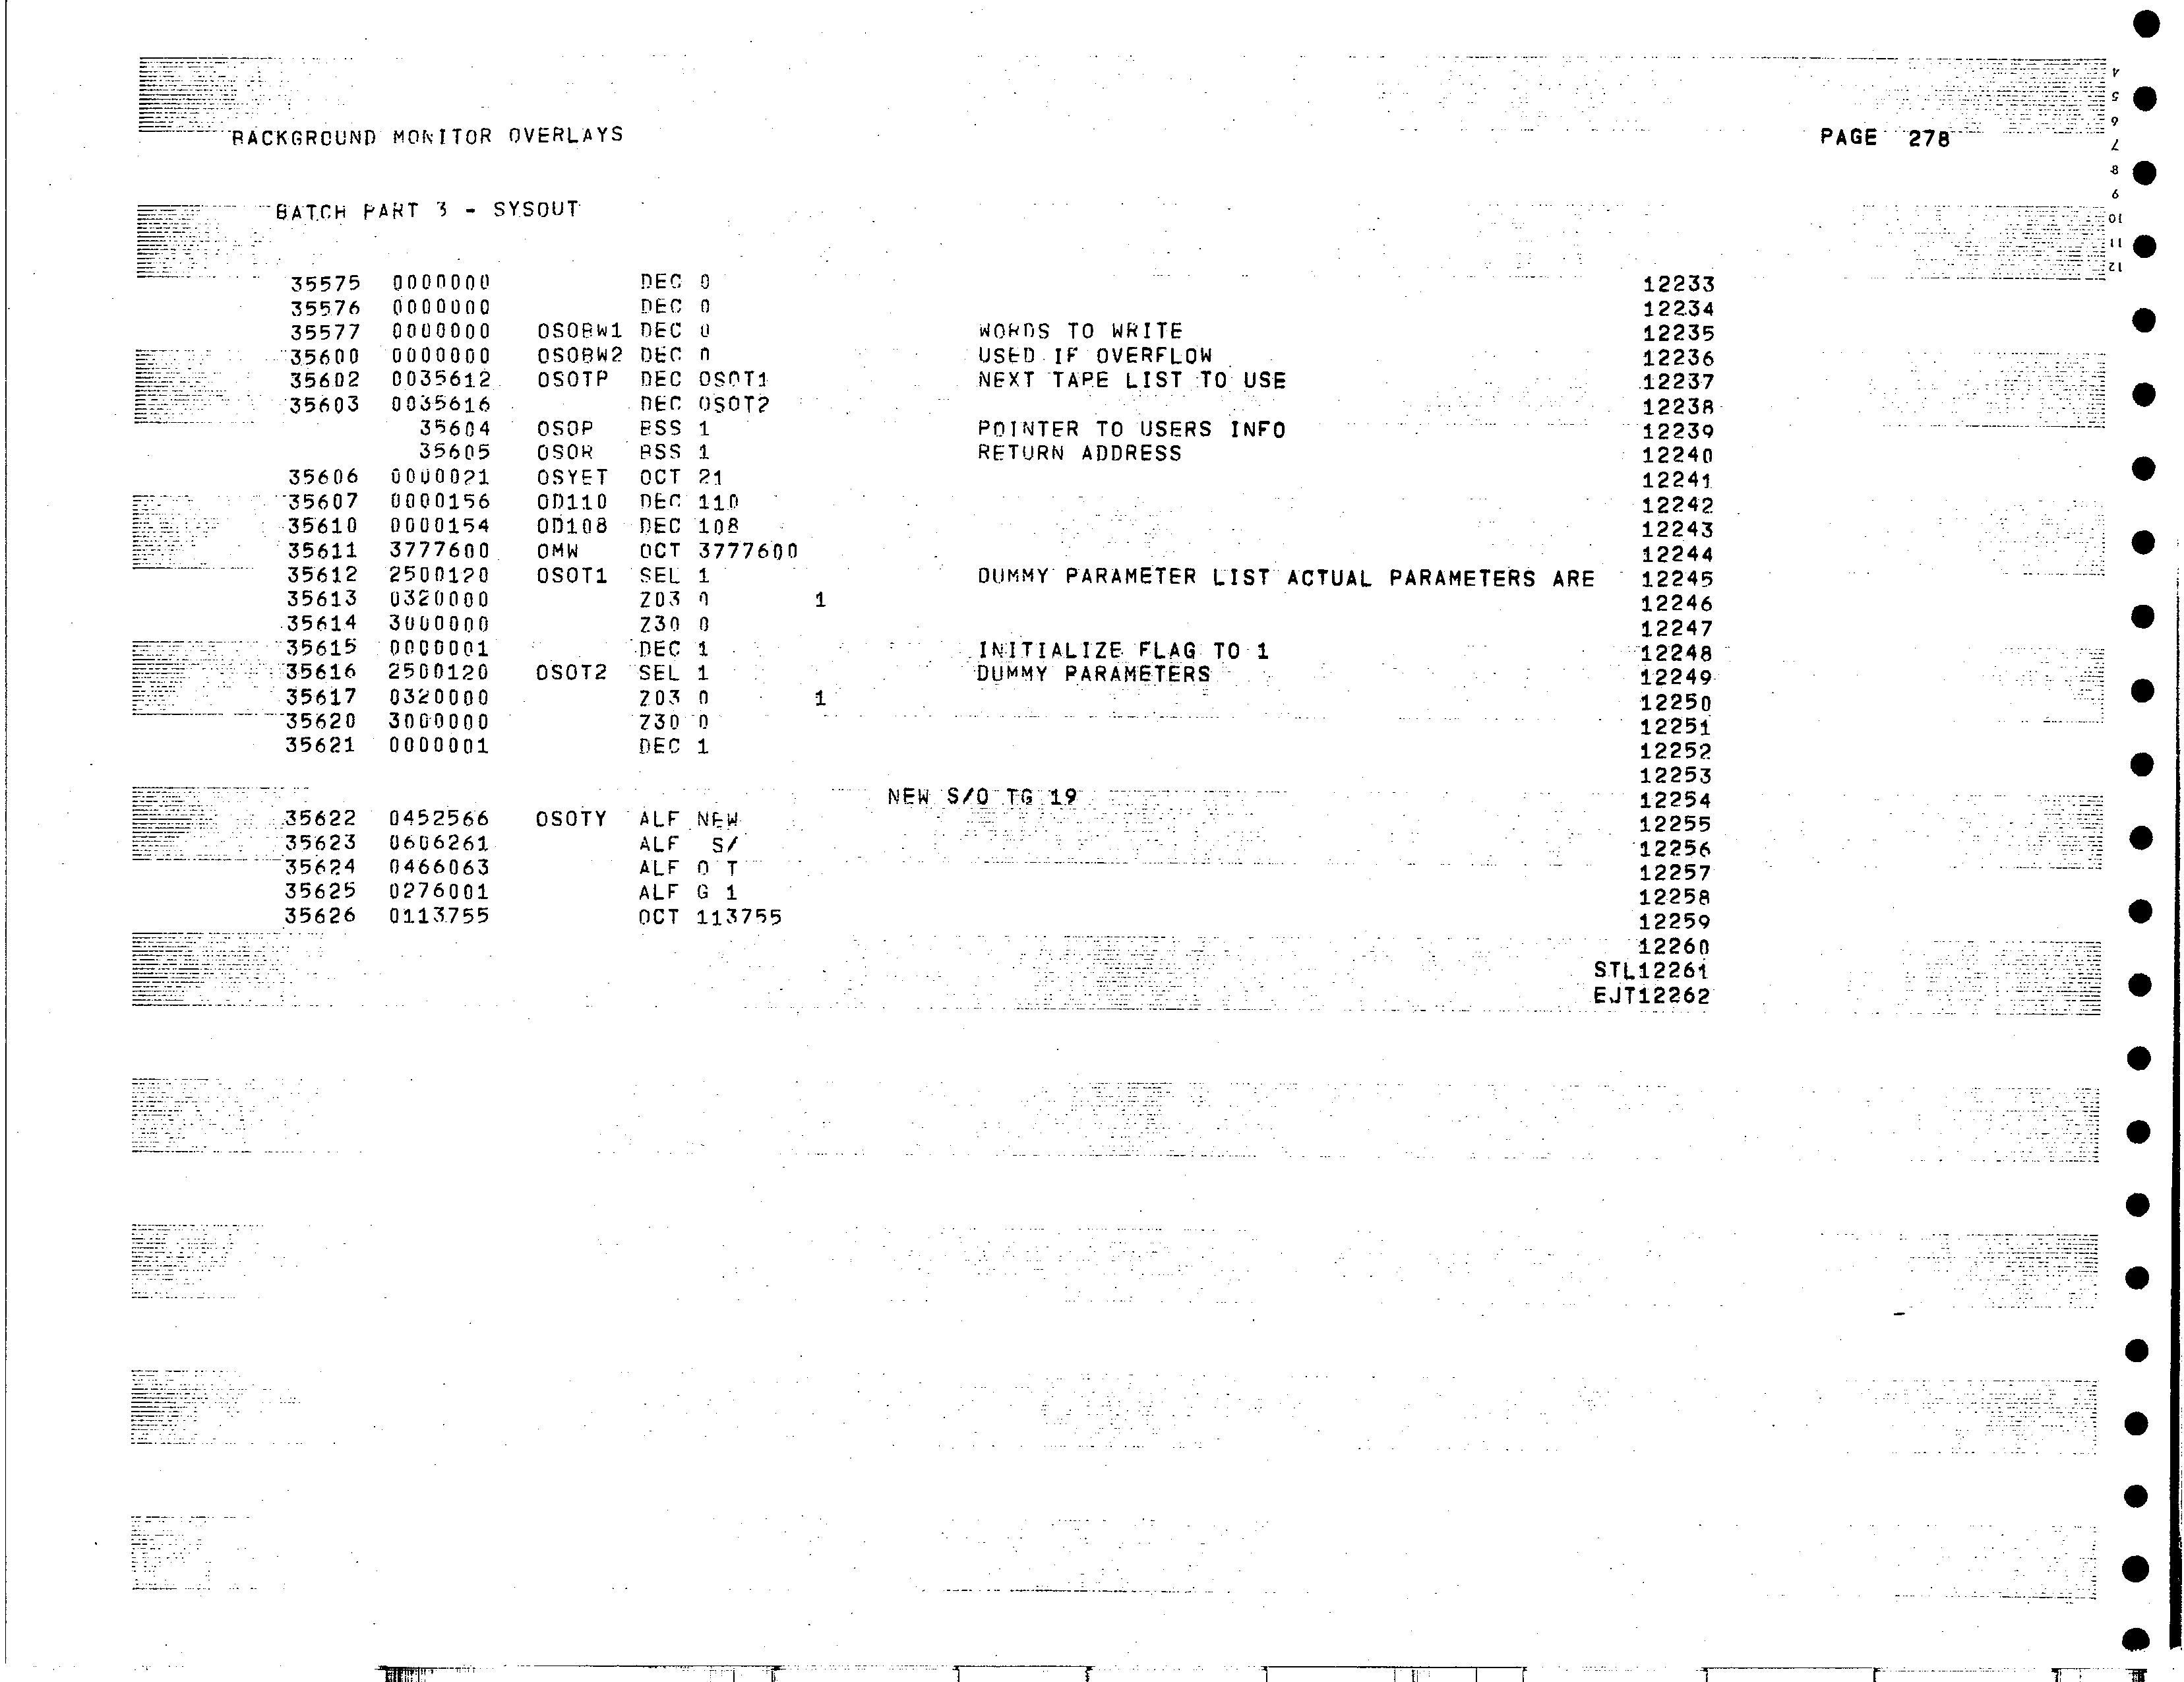 BACKGROUND MONITOR OVERLAYS PAGE 278
BATCH PART 3 - SYSOUT
35575 0000000 DEC 0 12233
35576 0000000 DEC 0 12234
35577 0000000 OSOBW1 DEC 0 WORDS TO WRITE 12235
35600 0000000 OSOBW2 DEC 0 USED IF OVERFLOW 12236
35602 0035612 OSOTP DEC OSOT1 NEXT TAPE LIST TO USE 12237
35603 0035616 DEC OSOT2 12238
35604 OSOP BSS 1 POINTER TO USERS INFO 12239
35605 OSOR BSS 1 RETURN ADDRESS 12240
35606 0000021 OSYET OCT 21 12241
35607 0000156 OD110 DEC 110 12242
35610 0000154 OD108 DEC 108 12243
35611 3777600 OMW OCT 3777600 12244
35612 2500120 OSOT1 SEL 1 DUMMY PARAMETER LIST ACTUAL PARAMETERS ARE 12245
35613 0320000 Z03 0 1 12246
35614 3000000 Z30 0 12247
35615 0000001 DEC 1 INITIALIZE FLAG TO 1 12248
35616 2500120 OSOT2 SEL 1 DUMMY PARAMETERS 12249
35617 0320000 Z03 0 1 12250
35620 3000000 Z30 0 12251
35621 0000001 DEC 1 12252
12253
NEW S/O TG 19 12254
35622 0452566 OSOTY ALF NEW 12255
35623 0606261 ALF S/ 12256
35624 0466063 ALF O T 12257
35625 0276001 ALF G 1 12258
35626 0113755 OCT 113755 12259
12260
STL12261
EJT12262
4
5
6
7
8
9
10
11
12